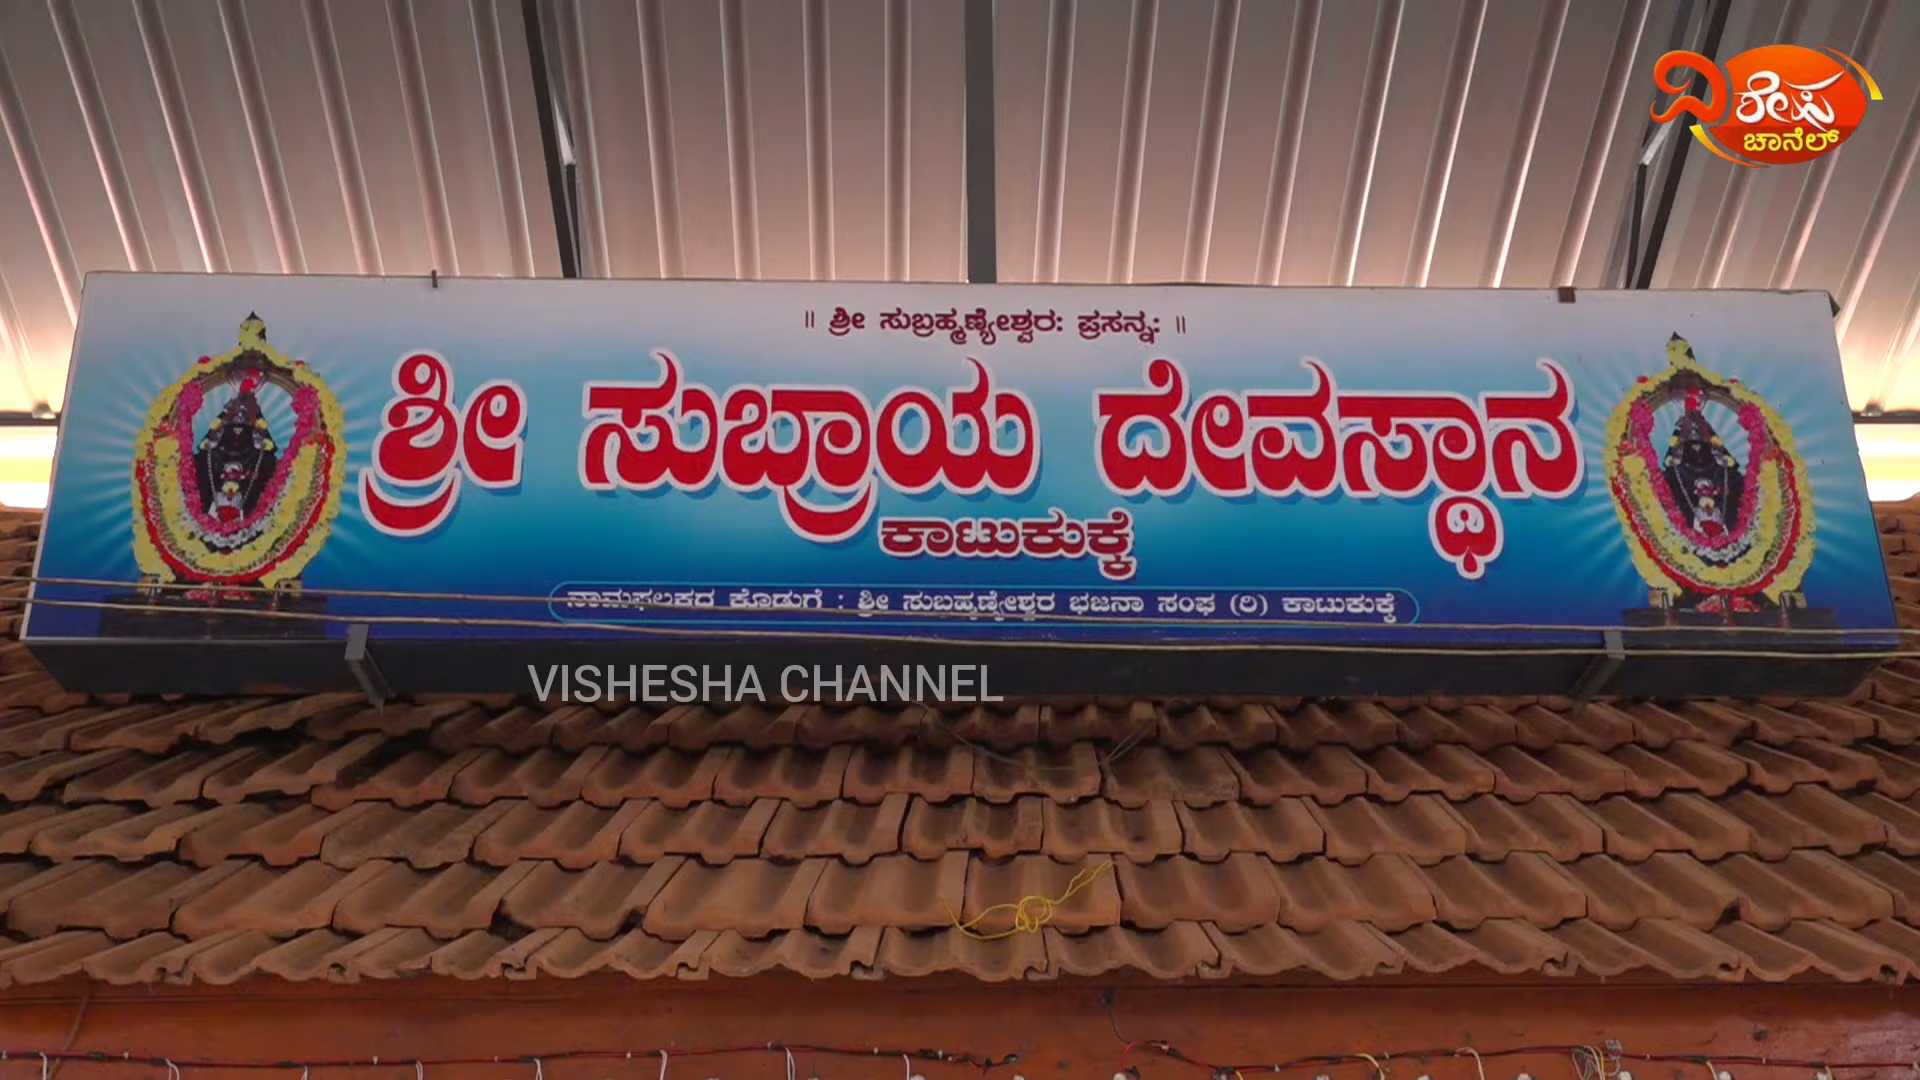 ವಿಶೇಷ
ಚಾನೆಲ್
॥ ಶ್ರೀ ಸುಬ್ರಹ್ಮಣ್ಯೇಶ್ವರಃ ಪ್ರಸನ್ನಃ ॥
ಶ್ರೀ ಸುಬ್ರಾಯ ದೇವಸ್ಥಾನ
ಕಾಟುಕುಕ್ಕೆ
ನಾಮಫಲಕದ ಕೊಡುಗೆ : ಶ್ರೀ ಸುಬ್ರಹ್ಮಣ್ಯೇಶ್ವರ ಭಜನಾ ಸಂಘ (ರಿ) ಕಾಟುಕುಕ್ಕೆ
VISHESHA CHANNEL